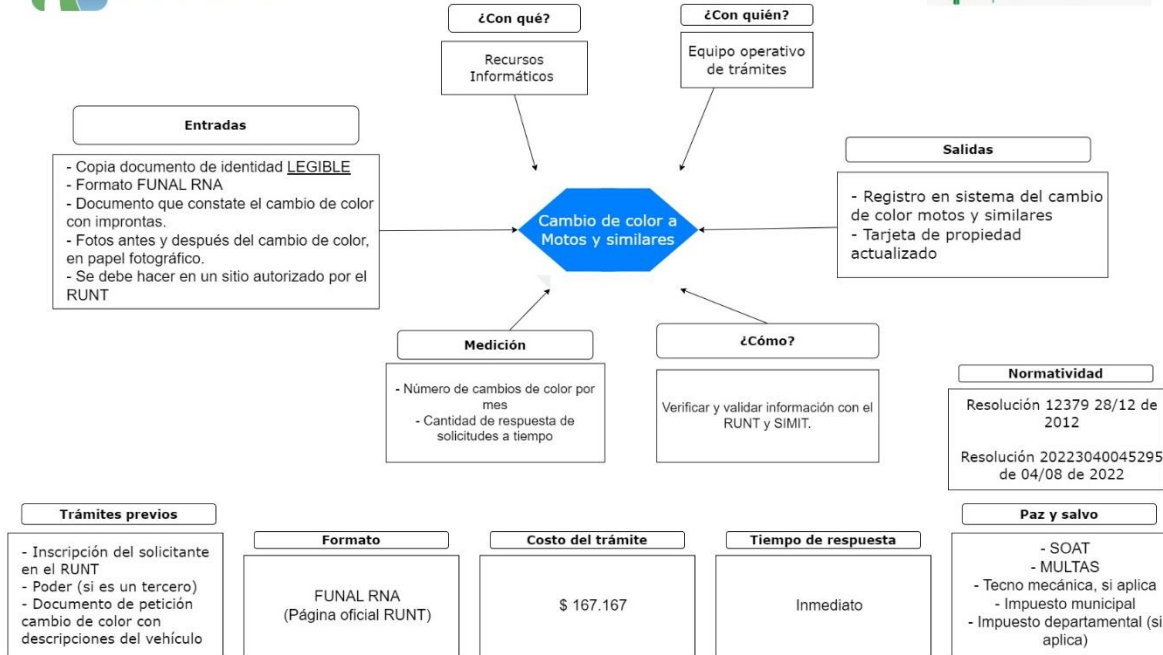 ¿Con qué?
Recursos
Informáticos
¿Con quién?
Equipo operativo
de trámites
Entradas
- Copia documento de identidad LEGIBLE
- Formato FUNAL RNA
- Documento que constate el cambio de color
con improntas.
- Fotos antes y después del cambio de color,
en papel fotográfico.
- Se debe hacer en un sitio autorizado por el
RUNT
Cambio de color a
Motos y similares
Salidas
- Registro en sistema del cambio
de color motos y similares
- Tarjeta de propiedad
actualizado
Medición
- Número de cambios de color por
mes
- Cantidad de respuesta de
solicitudes a tiempo
¿Cómo?
Verificar y validar información con el
RUNT y SIMIT.
Normatividad
Resolución 12379 28/12 de
2012
Resolución 20223040045295
de 04/08 de 2022
Trámites previos
- Inscripción del solicitante
en el RUNT
- Poder (si es un tercero)
- Documento de petición
cambio de color con
descripciones del vehículo
Formato
FUNAL RNA
(Página oficial RUNT)
Costo del trámite
$ 167.167
Tiempo de respuesta
Inmediato
Paz y salvo
- SOAT
- MULTAS
- Tecno mecánica, si aplica
- Impuesto municipal
- Impuesto departamental (si
aplica)